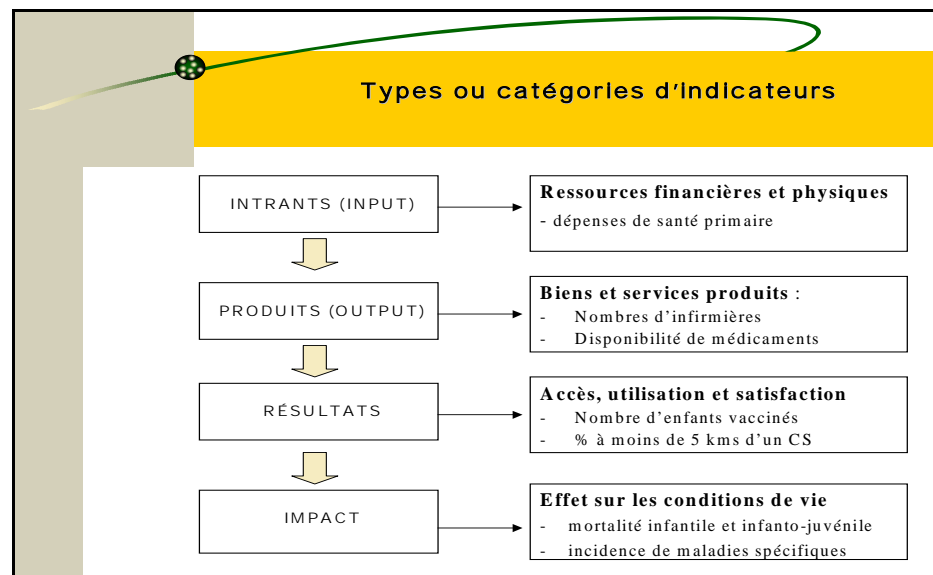 Types ou catégories d'indicateurs
INTRANTS (INPUT)
Ressources financières et physiques
- dépenses de santé primaire
PRODUITS (OUTPUT)
Biens et services produits :
- Nombres d'infirmières
- Disponibilité de médicaments
RÉSULTATS
Accès, utilisation et satisfaction
- Nombre d'enfants vaccinés
- % à moins de 5 kms d'un CS
IMPACT
Effet sur les conditions de vie
- mortalité infantile et infanto-juvénile
- incidence de maladies spécifiques